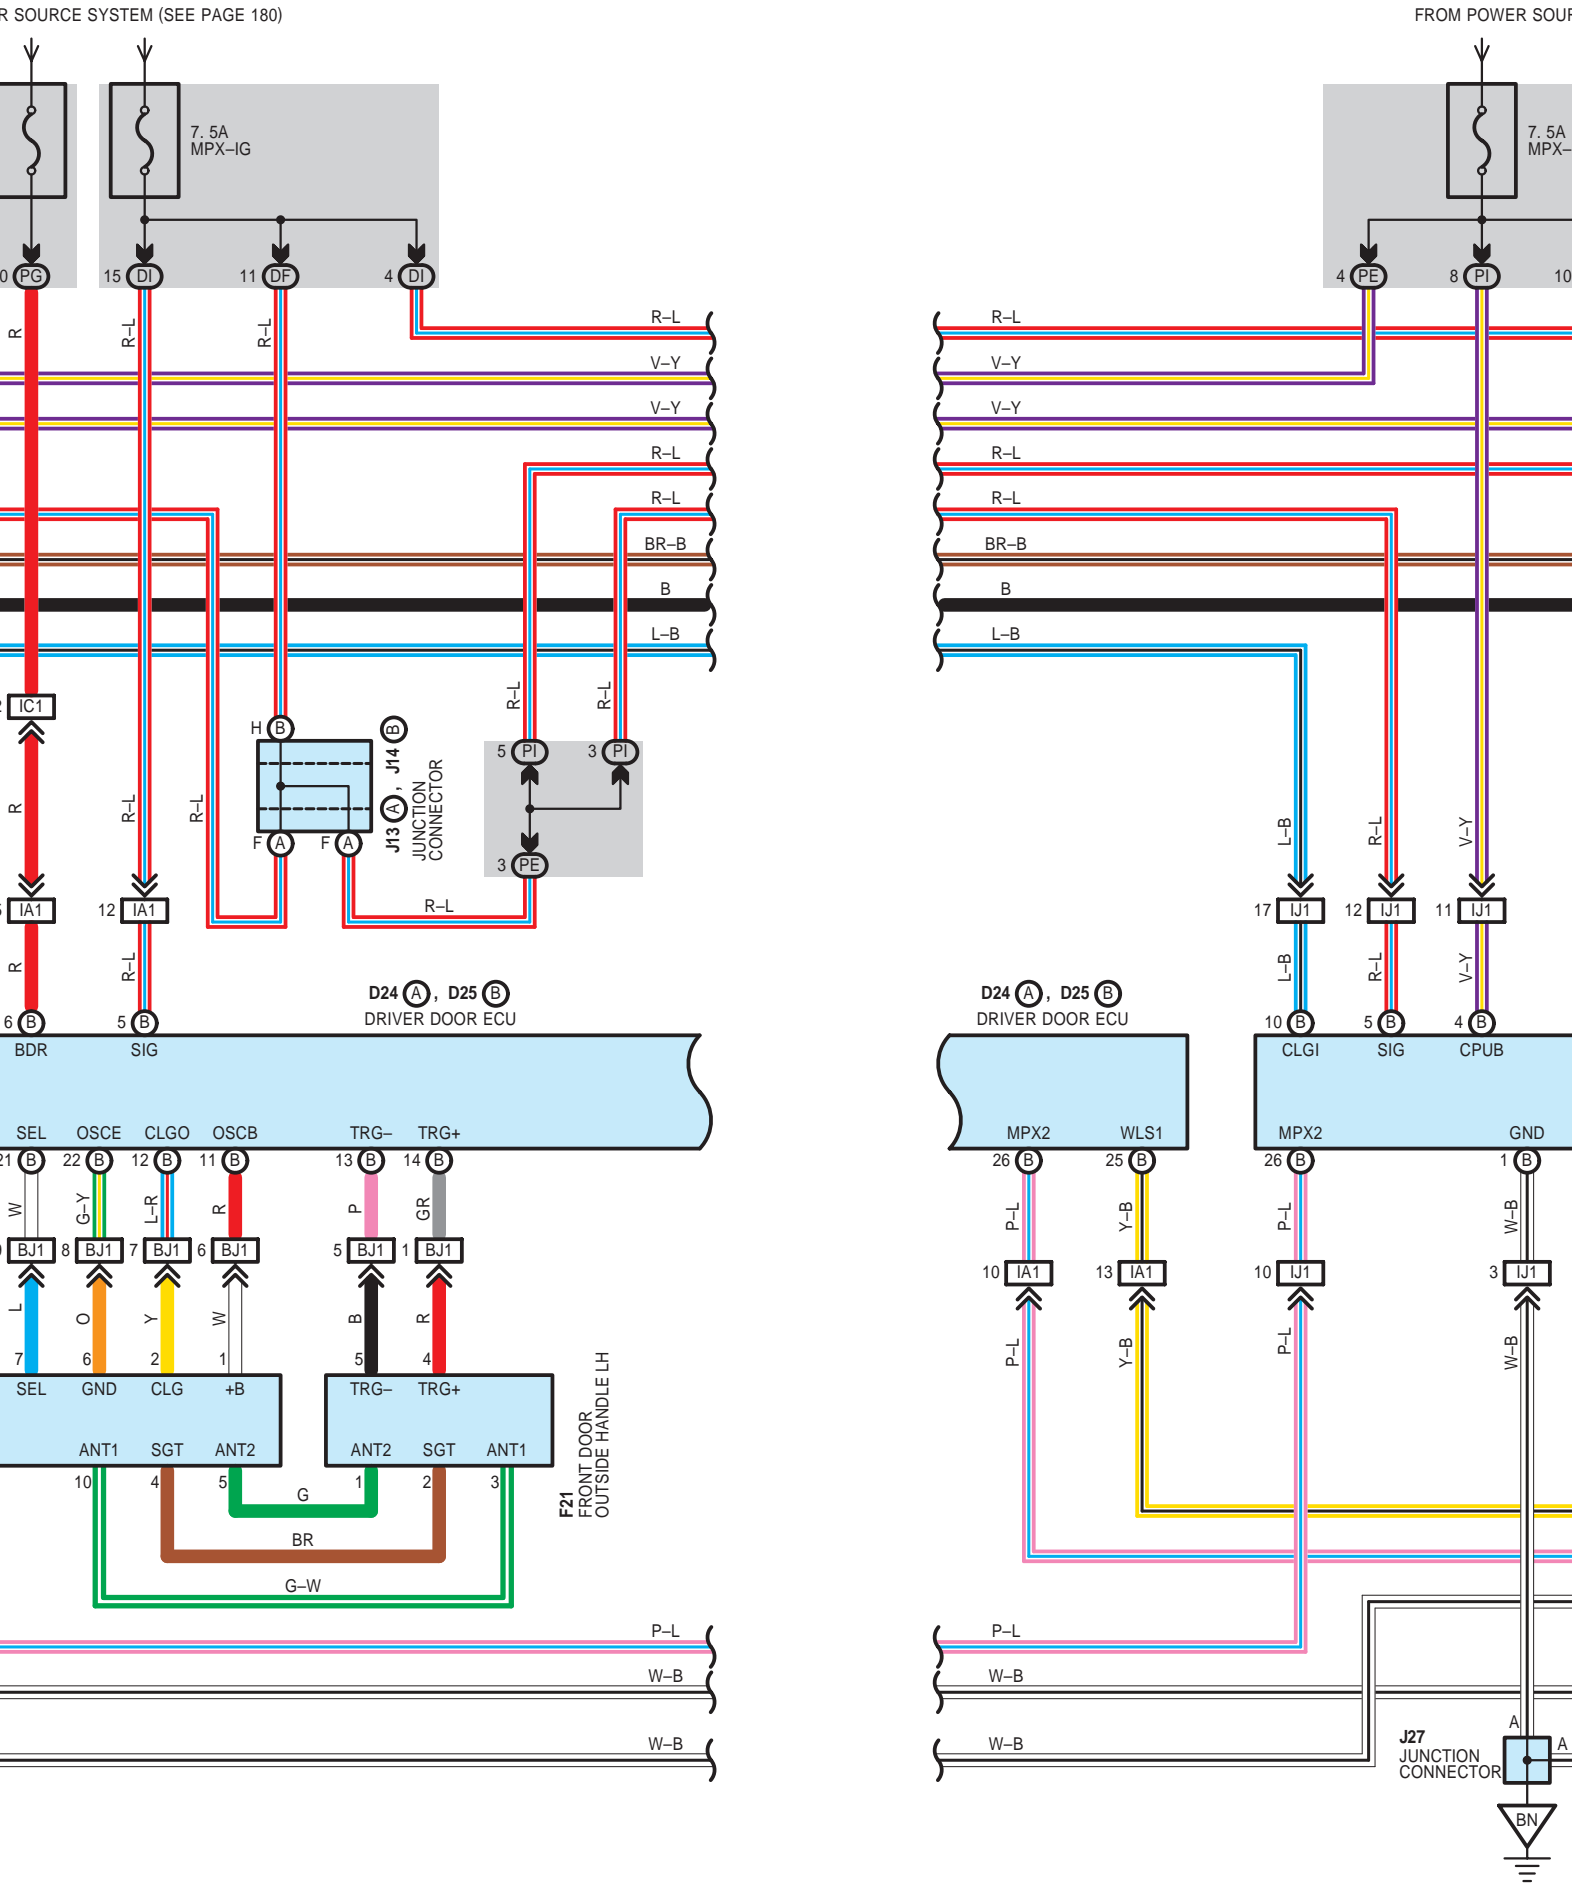 R SOURCE SYSTEM (SEE PAGE 180)
FROM POWER SOUR
7. 5A
MPX–IG
7. 5A
MPX–
0 PG
15 DI
11 DF
4 DI
4 PE
8 PI
10
R
R–L
R–L
R–L
R–L
V–Y
V–Y
V–Y
V–Y
R–L
R–L
R–L
R–L
BR–B
BR–B
B
B
L–B
L–B
R–L
R–L
2 IC1
H B
J13 A , J14 B
JUNCTION
CONNECTOR
5 PI
3 PI
R
R–L
R–L
F A
F A
3 PE
L–B
R–L
V–Y
IA1
12 IA1
R–L
17 IJ1
12 IJ1
11 IJ1
R
R–L
L–B
R–L
V–Y
D24 A , D25 B
DRIVER DOOR ECU
D24 A , D25 B
DRIVER DOOR ECU
6 B
5 B
10 B
5 B
4 B
BDR
SIG
CLGI
SIG
CPUB
SEL
OSCE
CLGO
OSCB
TRG–
TRG+
MPX2
WLS1
MPX2
GND
21 B
22 B
12 B
11 B
13 B
14 B
26 B
25 B
26 B
1 B
W
G–Y
L–R
R
P
GR
P–L
Y–B
P–L
W–B
BJ1
8 BJ1
7 BJ1
6 BJ1
5 BJ1
1 BJ1
10 IA1
13 IA1
10 IJ1
3 IJ1
L
O
Y
W
B
R
P–L
Y–B
P–L
W–B
7
6
2
1
5
4
SEL
GND
CLG
+B
TRG–
TRG+
ANT1
SGT
ANT2
ANT2
SGT
ANT1
F21
FRONT DOOR
OUTSIDE HANDLE LH
10
4
5
1
2
3
G
BR
G–W
P–L
P–L
W–B
W–B
W–B
W–B
A
J27
JUNCTION
CONNECTOR
A
BN